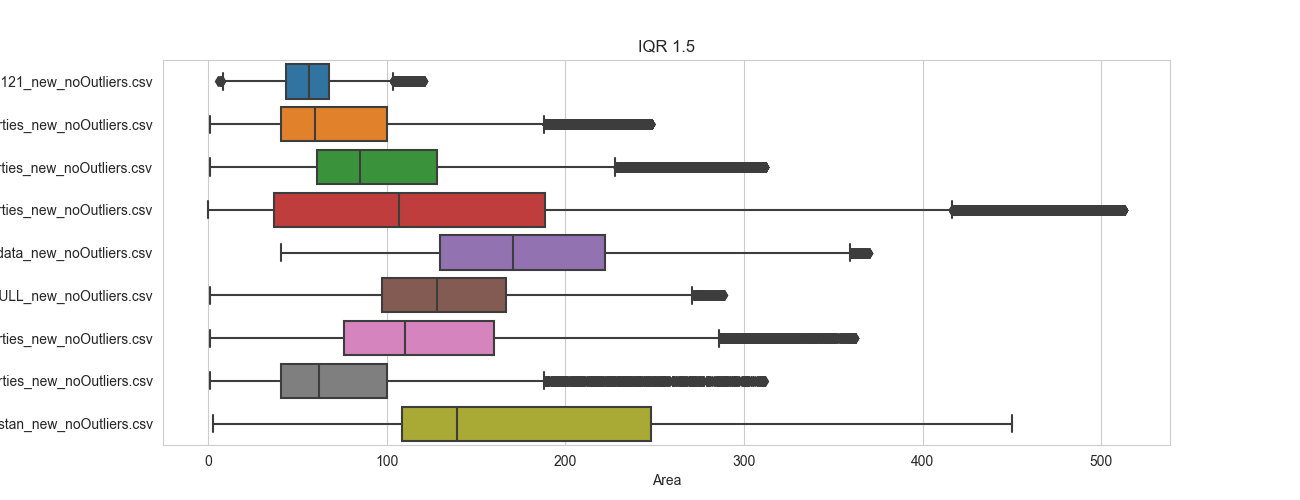 IQR 1.5
121_new_noOutliers.csv
rties_new_noOutliers.csv
rties_new_noOutliers.csv
rties_new_noOutliers.csv
data_new_noOutliers.csv
ULL_new_noOutliers.csv
rties_new_noOutliers.csv
rties_new_noOutliers.csv
stan_new_noOutliers.csv
0 100 200 300 400 500
Area